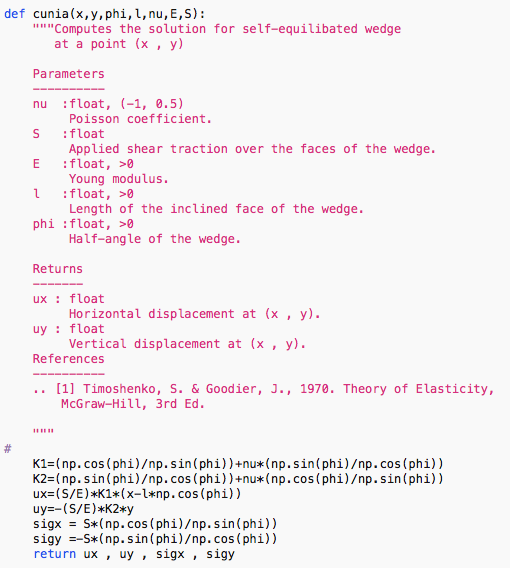 def cunia(x,y,phi,l,nu,E,S):
    """Computes the solution for self-equilibated wedge
       at a point (x , y)

    Parameters
    ----------
    nu  :float, (-1, 0.5)
         Poisson coefficient.
    S   :float
         Applied shear traction over the faces of the wedge.
    E   :float, >0
         Young modulus.
    l   :float, >0
         Length of the inclined face of the wedge.
    phi :float, >0
         Half-angle of the wedge.

    Returns
    -------
    ux : float
         Horizontal displacement at (x , y).
    uy : float
         Vertical displacement at (x , y).
    References
    ----------
    .. [1] Timoshenko, S. & Goodier, J., 1970. Theory of Elasticity,
        McGraw-Hill, 3rd Ed.

    """
#
    K1=(np.cos(phi)/np.sin(phi))+nu*(np.sin(phi)/np.cos(phi))
    K2=(np.sin(phi)/np.cos(phi))+nu*(np.cos(phi)/np.sin(phi))
    ux=(S/E)*K1*(x-l*np.cos(phi))
    uy=-(S/E)*K2*y
    sigx = S*(np.cos(phi)/np.sin(phi))
    sigy =-S*(np.sin(phi)/np.cos(phi))
    return ux , uy , sigx , sigy